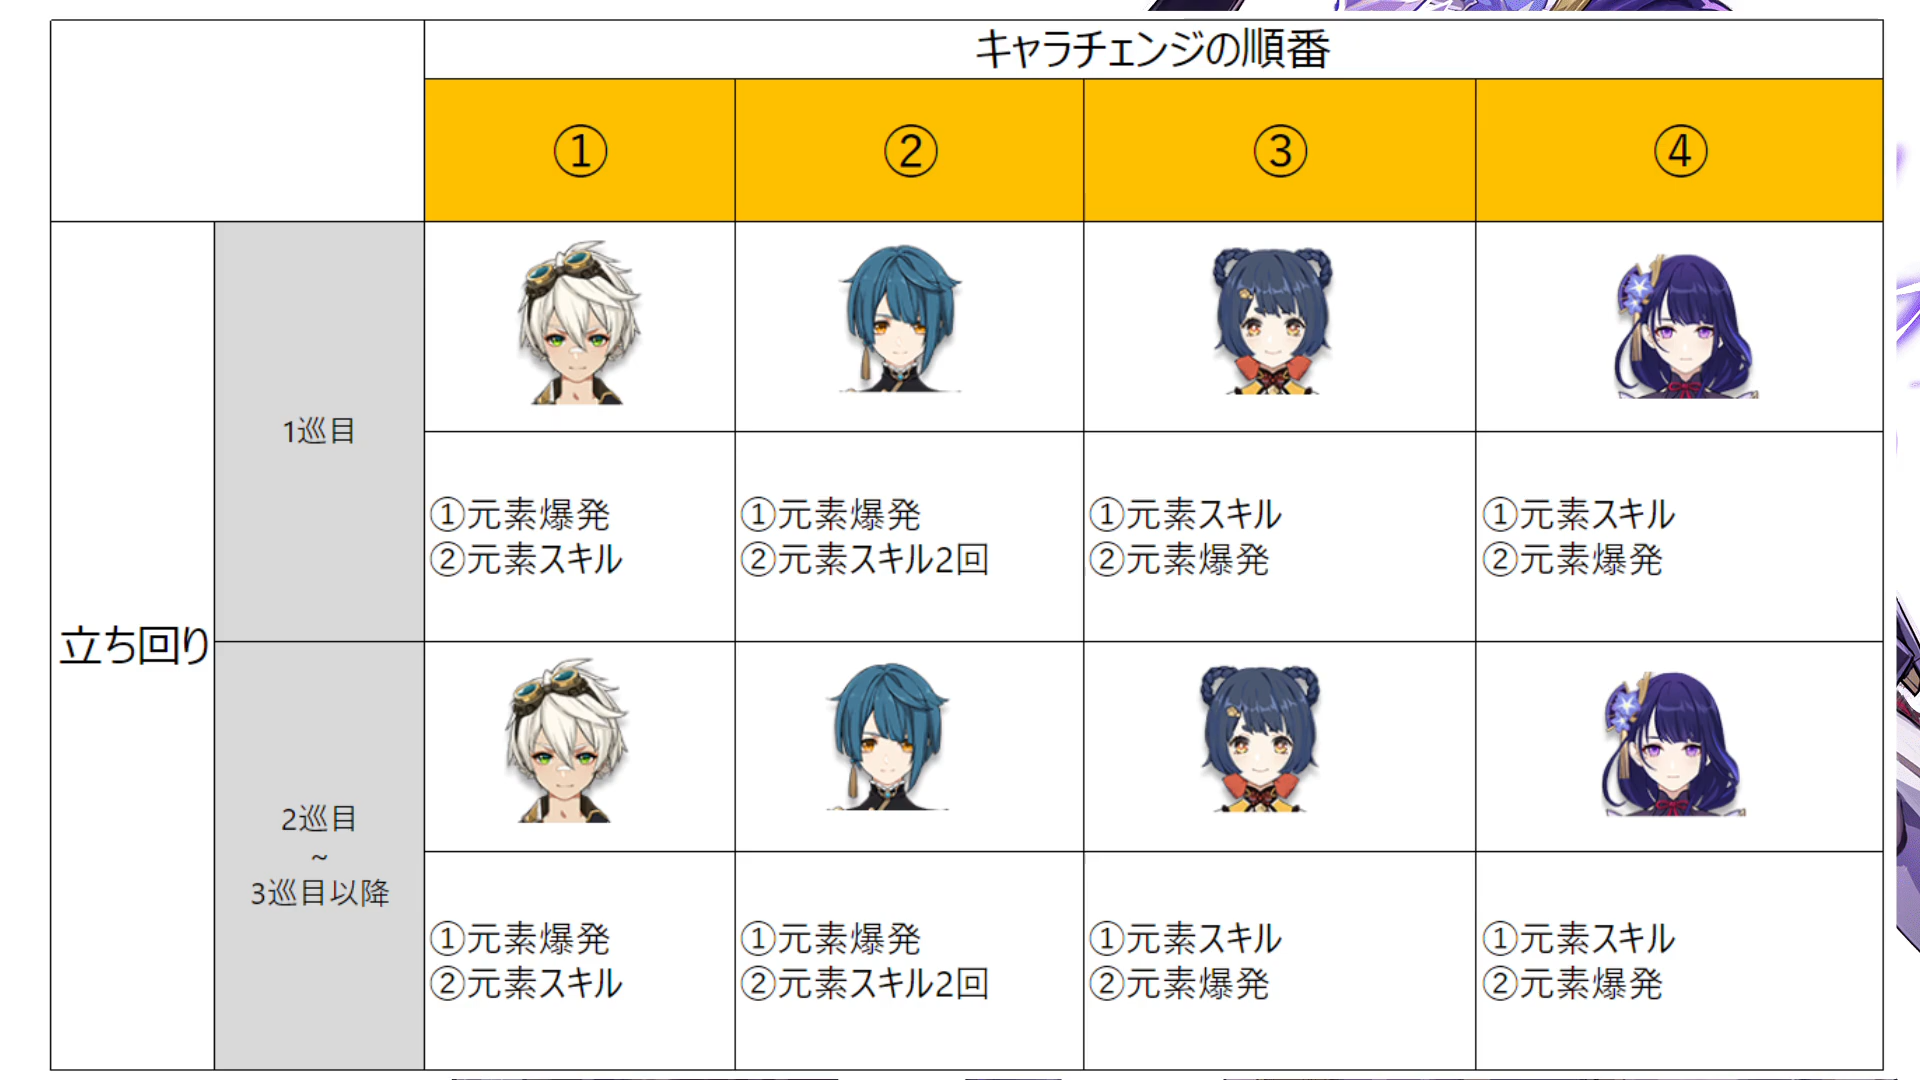 キャラチェンジの順番
①
②
③
④
立ち回り
1巡目
①元素爆発
②元素スキル
①元素爆発
②元素スキル2回
①元素スキル
②元素爆発
①元素スキル
②元素爆発
2巡目
~
3巡目以降
①元素爆発
②元素スキル
①元素爆発
②元素スキル2回
①元素スキル
②元素爆発
①元素スキル
②元素爆発